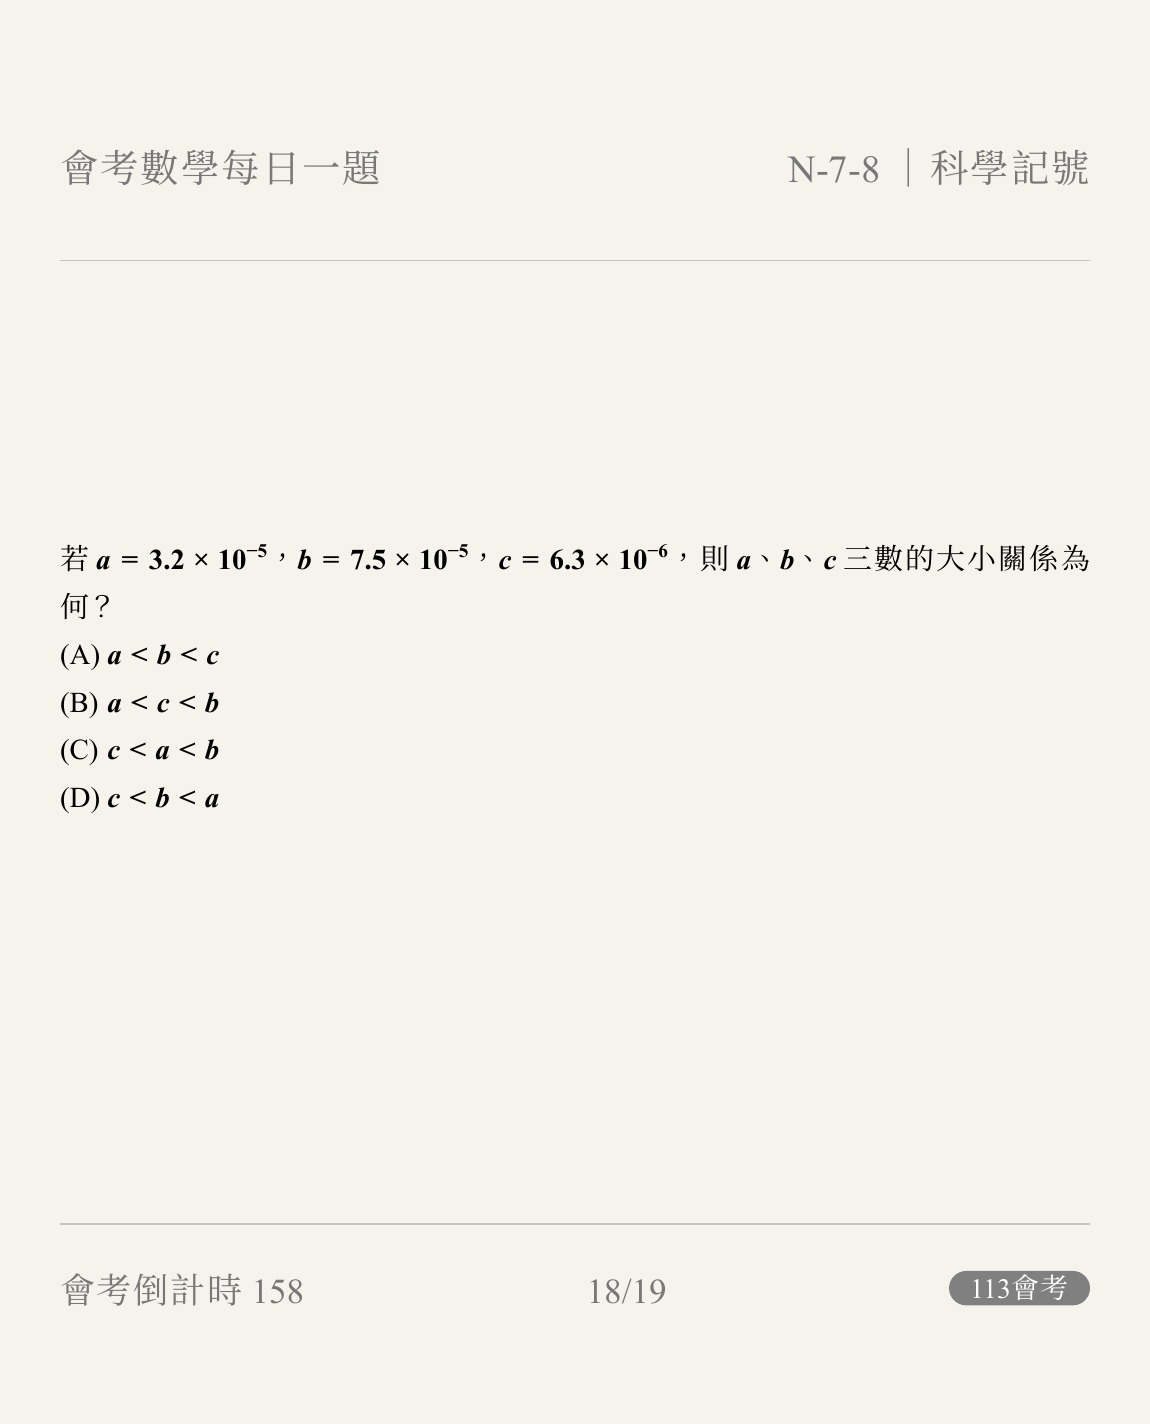 會考數學每日一題
N-7-8 ｜科學記號
若 a = 3.2 × 10⁻⁵，b = 7.5 × 10⁻⁵，c = 6.3 × 10⁻⁶，則 a、b、c 三數的大小關係為
何？
(A) a < b < c
(B) a < c < b
(C) c < a < b
(D) c < b < a
會考倒計時 158
18/19
113會考